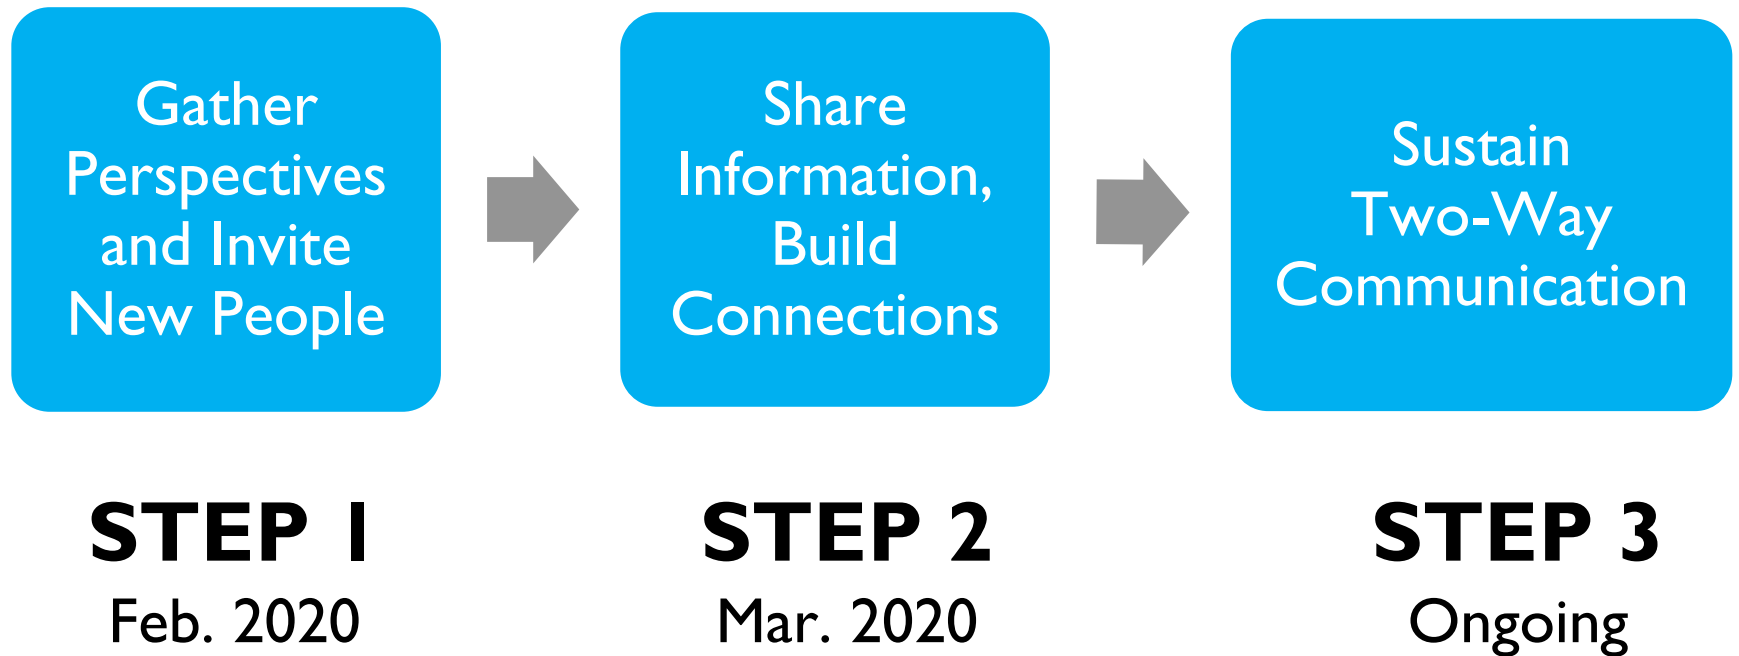 Gather
Perspectives
and Invite
New People
Share
Information,
Build
Connections
Sustain
Two-Way
Communication
STEP 1
Feb. 2020
STEP 2
Mar. 2020
STEP 3
Ongoing